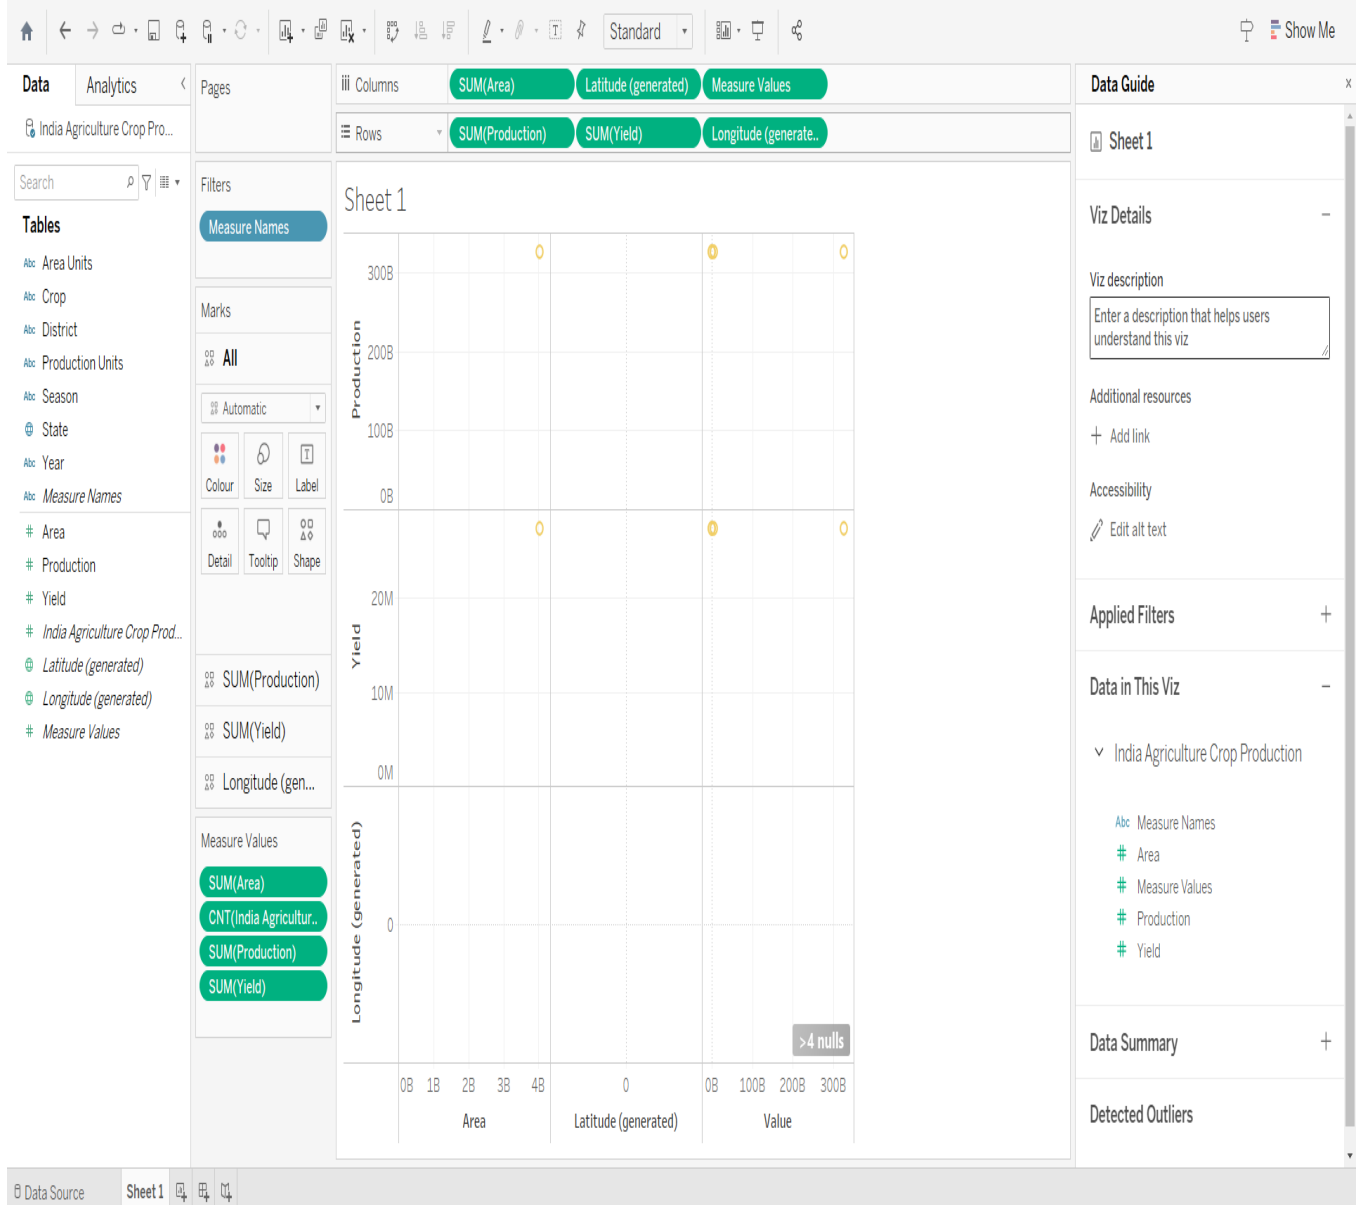 Standard
Show Me
Data
Analytics
India Agriculture Crop Pro...
Search
Tables
Abc Area Units
Abc Crop
Abc District
Abc Production Units
Abc Season
State
Abc Year
Abc Measure Names
# Area
# Production
# Yield
# India Agriculture Crop Prod...
Latitude (generated)
Longitude (generated)
# Measure Values
Pages
Filters
Measure Names
Marks
All
Automatic
Colour Size Label
Detail Tooltip Shape
SUM(Production)
SUM(Yield)
Longitude (gen...
Measure Values
SUM(Area)
CNT(India Agricultur..
SUM(Production)
SUM(Yield)
Columns SUM(Area) Latitude (generated) Measure Values
Rows SUM(Production) SUM(Yield) Longitude (generate..
Sheet 1
Production
300B
200B
100B
0B
Yield
20M
10M
0M
Longitude (generated)
0
>4 nulls
0B 1B 2B 3B 4B 0 0B 100B 200B 300B
Area Latitude (generated) Value
Data Guide
Sheet 1
Viz Details
Viz description
Enter a description that helps users
understand this viz
Additional resources
+ Add link
Accessibility
Edit alt text
Applied Filters
Data in This Viz
India Agriculture Crop Production
Abc Measure Names
# Area
# Measure Values
# Production
# Yield
Data Summary
Detected Outliers
Data Source
Sheet 1